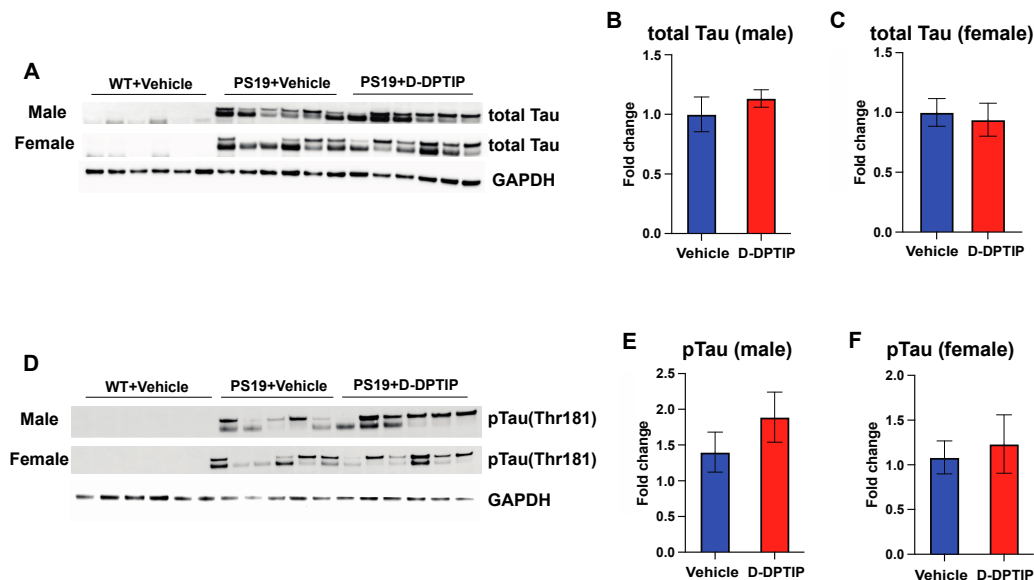 A
WT+Vehicle PS19+Vehicle PS19+D-DPTIP
Male total Tau
Female total Tau
GAPDH
B
total Tau (male)
Fold change
1.5
1.0
0.5
0.0
Vehicle D-DPTIP
C
total Tau (female)
Fold change
1.5
1.0
0.5
0.0
Vehicle D-DPTIP
D
WT+Vehicle PS19+Vehicle PS19+D-DPTIP
Male pTau(Thr181)
Female pTau(Thr181)
GAPDH
E
pTau (male)
Fold change
2.5
2.0
1.5
1.0
0.5
0.0
Vehicle D-DPTIP
F
pTau (female)
Fold change
2.0
1.5
1.0
0.5
0.0
Vehicle D-DPTIP